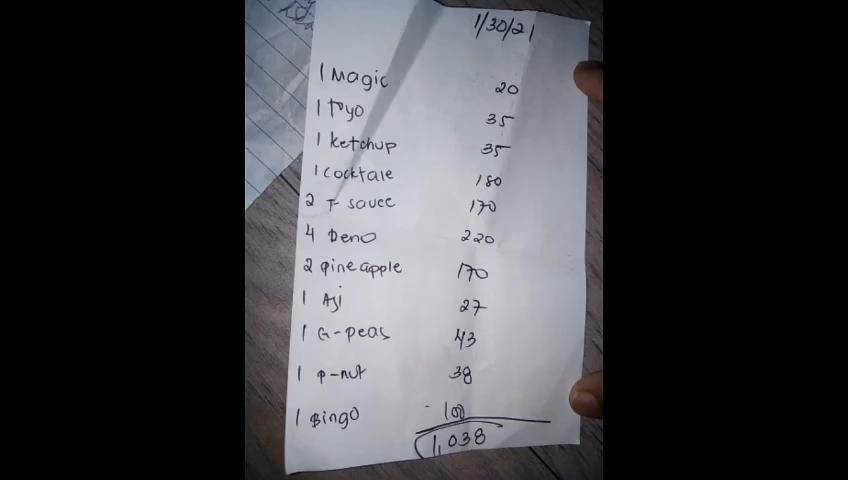 1/30/21
1 Magic 20
1 toyo 35
1 ketchup 35
1 cocktale 180
2 T-sauce 170
4 Deno 220
2 pineapple 170
1 Aji 27
1 G-peas 43
1 p-nut 38
1 Bingo - 100
1,038